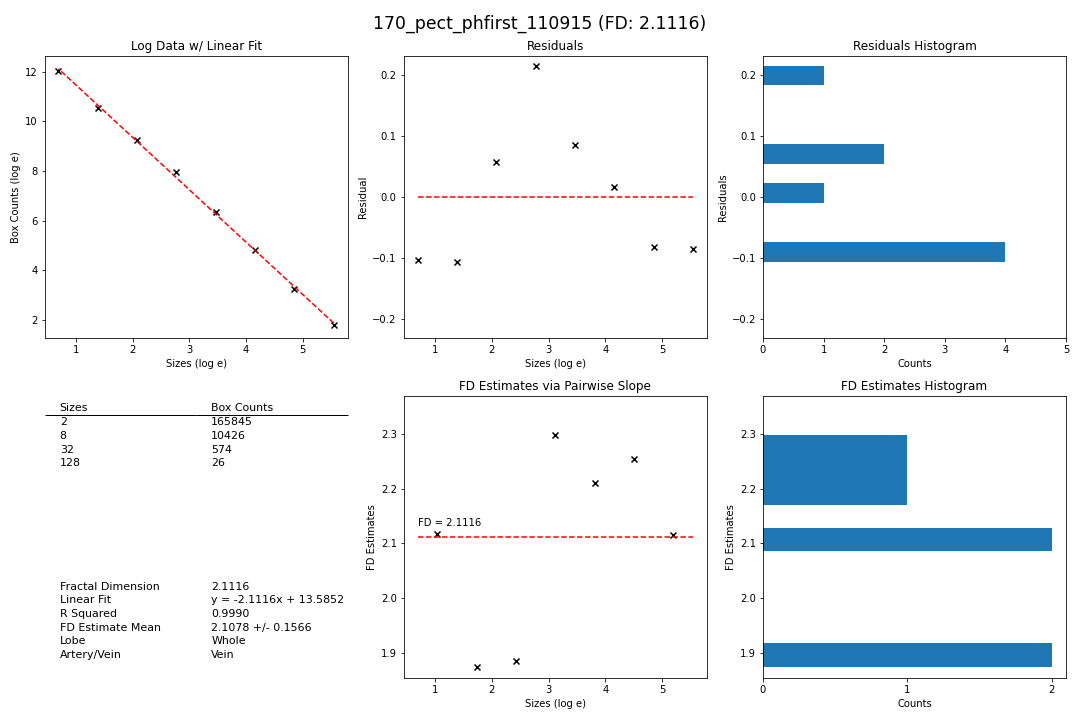 170_pect_phfirst_110915 (FD: 2.1116)
Log Data w/ Linear Fit
12
10
8
6
4
2
Box Counts (log e)
1 2 3 4 5
Sizes (log e)
Residuals
0.2
0.1
0.0
−0.1
−0.2
Residual
1 2 3 4 5
Sizes (log e)
Residuals Histogram
0.2
0.1
0.0
−0.1
−0.2
Residuals
0 1 2 3 4 5
Counts
Sizes Box Counts
2 165845
8 10426
32 574
128 26
Fractal Dimension 2.1116
Linear Fit y = -2.1116x + 13.5852
R Squared 0.9990
FD Estimate Mean 2.1078 +/- 0.1566
Lobe Whole
Artery/Vein Vein
FD Estimates via Pairwise Slope
2.3
2.2
2.1
2.0
1.9
FD Estimates
FD = 2.1116
1 2 3 4 5
Sizes (log e)
FD Estimates Histogram
2.3
2.2
2.1
2.0
1.9
FD Estimates
0 1 2
Counts